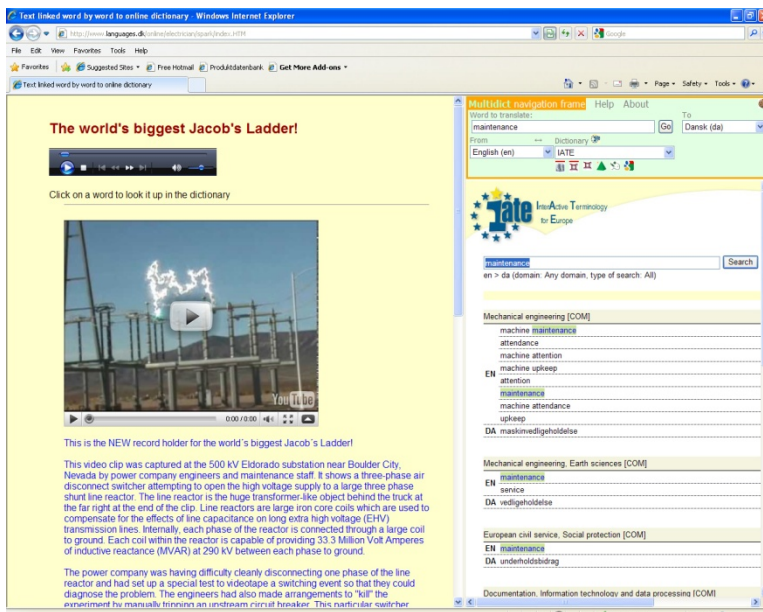 Text linked word by word to online dictionary - Windows Internet Explorer
http://www.languages.dk/online/electrician/spark/index.HTM
Google
File Edit View Favorites Tools Help
Favorites Suggested Sites Free Hotmail Produktdatenbank Get More Add-ons
Text linked word by word to online dictionary
Page Safety Tools
The world's biggest Jacob's Ladder!
Click on a word to look it up in the dictionary
YouTube
0:00 / 0:00
This is the NEW record holder for the world´s biggest Jacob´s Ladder!
This video clip was captured at the 500 kV Eldorado substation near Boulder City,
Nevada by power company engineers and maintenance staff. It shows a three-phase air
disconnect switcher attempting to open the high voltage supply to a large three phase
shunt line reactor. The line reactor is the huge transformer-like object behind the truck at
the far right at the end of the clip. Line reactors are large iron core coils which are used to
compensate for the effects of line capacitance on long extra high voltage (EHV)
transmission lines. Internally, each phase of the reactor is connected through a large coil
to ground. Each coil within the reactor is capable of providing 33.3 Million Volt Amperes
of inductive reactance (MVAR) at 290 kV between each phase to ground.
The power company was having difficulty cleanly disconnecting one phase of the line
reactor and had set up a special test to videotape a switching event so that they could
diagnose the problem. The engineers had also made arrangements to "kill" the
experiment by manually tripping an upstream circuit breaker. This particular switcher
Multidict navigation frame Help About
Word to translate: To
maintenance Go Dansk (da)
From Dictionary
English (en) IATE
Iate InterActive Terminology
for Europe
maintenance Search
en > da (domain: Any domain, type of search: All)
Mechanical engineering [COM]
machine maintenance
attendance
machine attention
machine upkeep
EN
attention
maintenance
machine attendance
upkeep
DA maskinvedligeholdelse
Mechanical engineering, Earth sciences [COM]
EN maintenance
service
DA vedligeholdelse
European civil service, Social protection [COM]
EN maintenance
DA underholdsbidrag
Documentation, Information technology and data processing [COM]